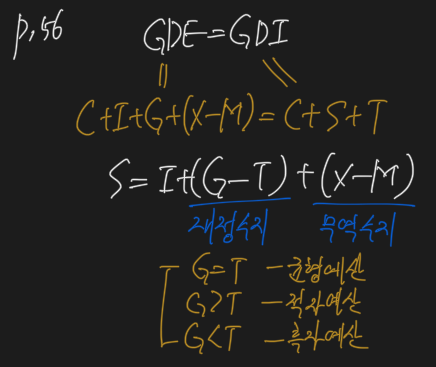 p.56
GDE=GDI
C+I+G+(X-M)=C+S+T
S=I+(G-T)+(X-M)
재정수지 무역수지
G=T -균형예산
G>T -적자예산
G<T -흑자예산